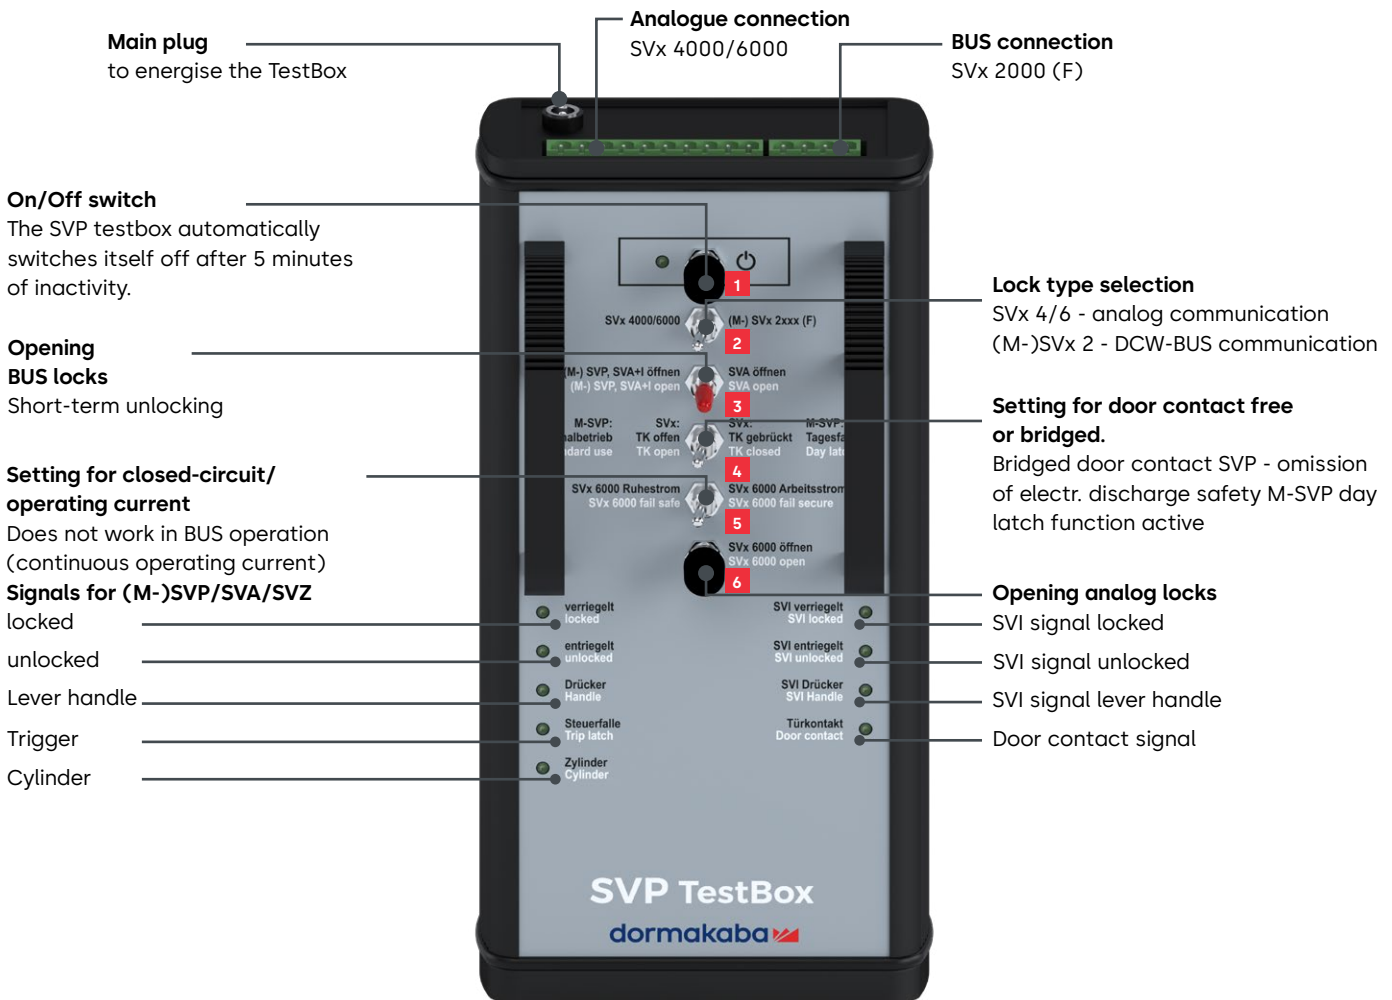 Analogue connection
SVx 4000/6000
Main plug
to energise the TestBox
BUS connection
SVx 2000 (F)
On/Off switch
The SVP testbox automatically
switches itself off after 5 minutes
of inactivity.
Opening
BUS locks
Short-term unlocking
Setting for closed-circuit/
operating current
Does not work in BUS operation
(continuous operating current)
Signals for (M-)SVP/SVA/SVZ
locked
unlocked
Lever handle
Trigger
Cylinder
1
SVx 4000/6000
(M-) SVx 2xxx (F)
2
(M-) SVP, SVA+I öffnen
(M-) SVP, SVA+I open
SVA öffnen
SVA open
3
M-SVP: SVx: SVx: M-SVP:
albetrieb TK offen TK gebrückt Tagesfa
dard use TK open TK closed Day lat
4
SVx 6000 Ruhestrom SVx 6000 Arbeitsstrom
SVx 6000 fail safe SVx 6000 fail secure
5
SVx 6000 öffnen
SVx 6000 open
6
verriegelt
locked
entriegelt
unlocked
Drücker
Handle
Steuerfalle
Trip latch
Zylinder
Cylinder
SVI verriegelt
SVI locked
SVI entriegelt
SVI unlocked
SVI Drücker
SVI Handle
Türkontakt
Door contact
SVP TestBox
dormakaba
Lock type selection
SVx 4/6 - analog communication
(M-)SVx 2 - DCW-BUS communication
Setting for door contact free
or bridged.
Bridged door contact SVP - omission
of electr. discharge safety M-SVP day
latch function active
Opening analog locks
SVI signal locked
SVI signal unlocked
SVI signal lever handle
Door contact signal